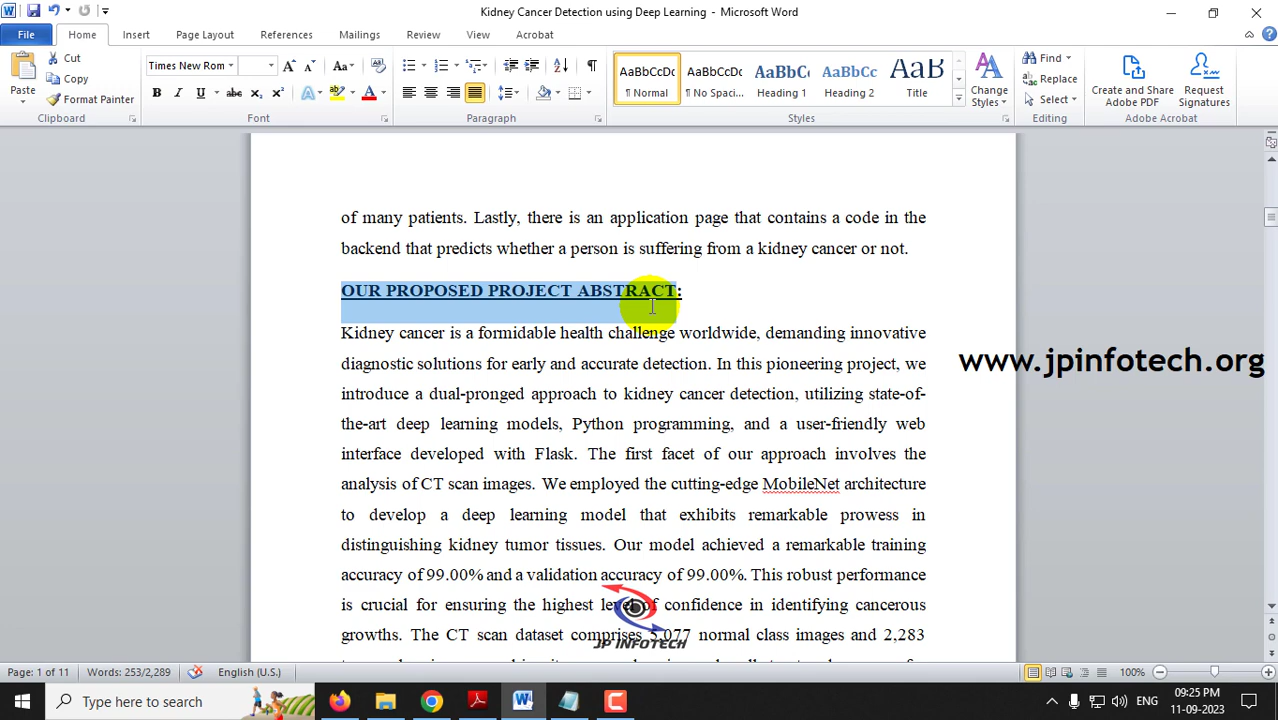 Kidney Cancer Detection using Deep Learning - Microsoft Word
File Home Insert Page Layout References Mailings Review View Acrobat
Paste
Cut
Copy
Format Painter
Clipboard
Times New Rom
B I U abc X₂ X² A A
Font
Paragraph
AaBbCcDc AaBbCcDc AaBbCc AaBbCc AaB
¶ Normal ¶ No Spaci... Heading 1 Heading 2 Title
Change Styles
Styles
Find
Replace
Select
Editing
Create and Share Adobe PDF
Request Signatures
Adobe Acrobat
of many patients. Lastly, there is an application page that contains a code in the
backend that predicts whether a person is suffering from a kidney cancer or not.
OUR PROPOSED PROJECT ABSTRACT:
Kidney cancer is a formidable health challenge worldwide, demanding innovative
diagnostic solutions for early and accurate detection. In this pioneering project, we
introduce a dual-pronged approach to kidney cancer detection, utilizing state-of-
the-art deep learning models, Python programming, and a user-friendly web
interface developed with Flask. The first facet of our approach involves the
analysis of CT scan images. We employed the cutting-edge MobileNet architecture
to develop a deep learning model that exhibits remarkable prowess in
distinguishing kidney tumor tissues. Our model achieved a remarkable training
accuracy of 99.00% and a validation accuracy of 99.00%. This robust performance
is crucial for ensuring the highest level of confidence in identifying cancerous
growths. The CT scan dataset comprises 5,077 normal class images and 2,283
www.jpinfotech.org
JP INFOTECH
Page: 1 of 11 Words: 253/2,289 English (U.S.) 100%
Type here to search
ENG
09:25 PM
11-09-2023